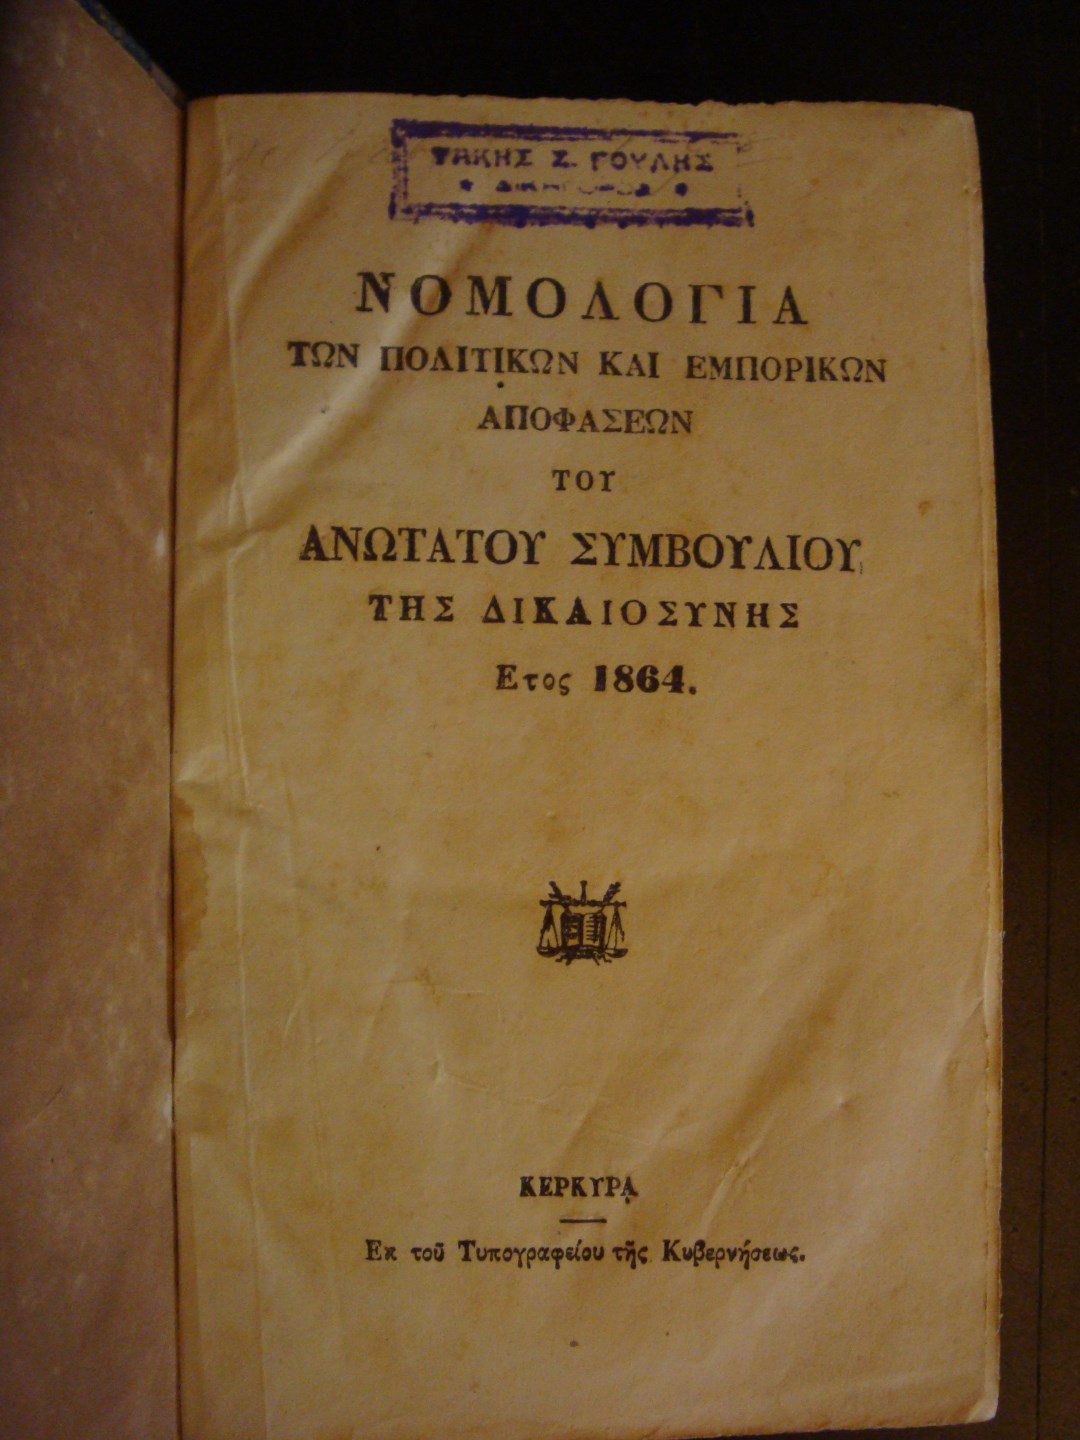 ΤΑΚΗΣ Σ. ΓΟΥΛΗΣ
ΝΟΜΟΛΟΓΙΑ
ΤΩΝ ΠΟΛΙΤΙΚΩΝ ΚΑΙ ΕΜΠΟΡΙΚΩΝ
ΑΠΟΦΑΣΕΩΝ
ΤΟΥ
ΑΝΩΤΑΤΟΥ ΣΥΜΒΟΥΛΙΟΥ
ΤΗΣ ΔΙΚΑΙΟΣΥΝΗΣ
Ετος 1864.
ΚΕΡΚΥΡΑ
Εκ τοῦ Τυπογραφείου τῆς Κυβερνήσεως.